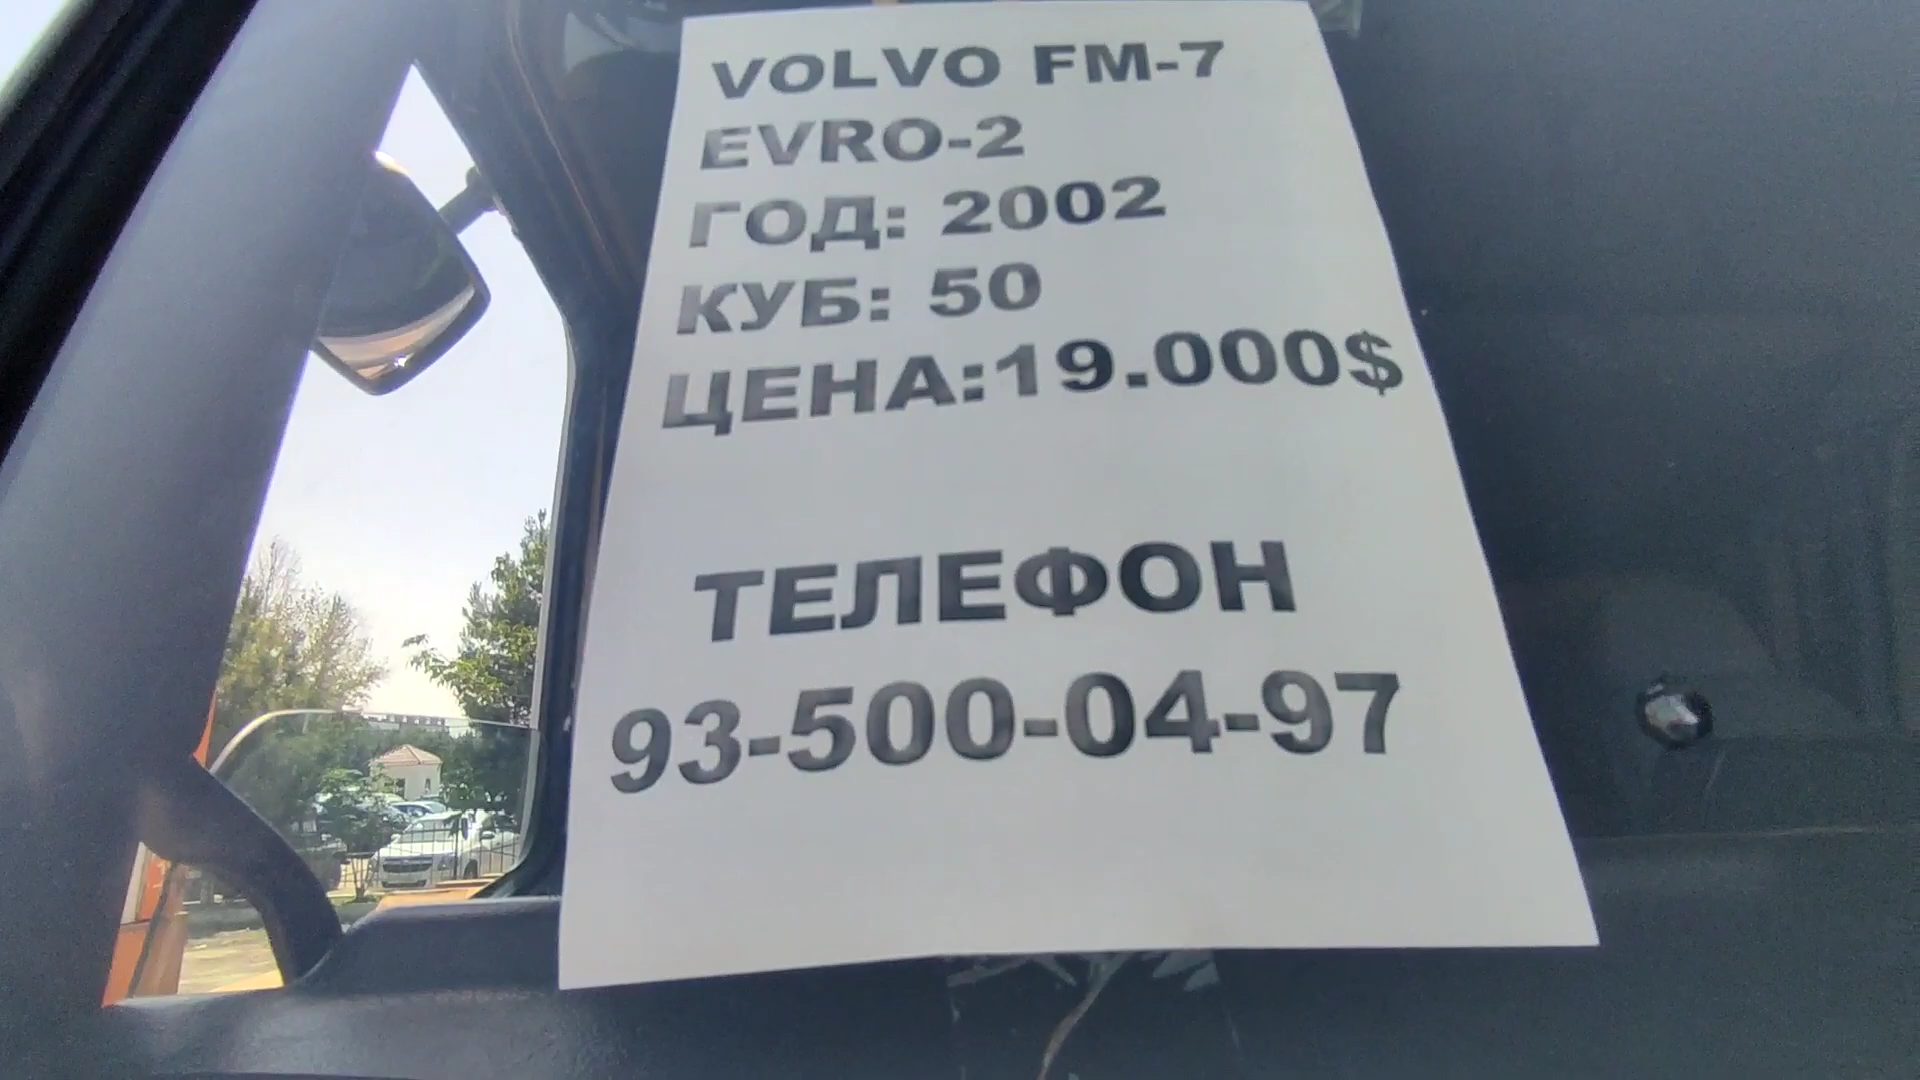 VOLVO FM-7
EVRO-2
ГОД: 2002
КУБ: 50
ЦЕНА:19.000$
ТЕЛЕФОН
93-500-04-97